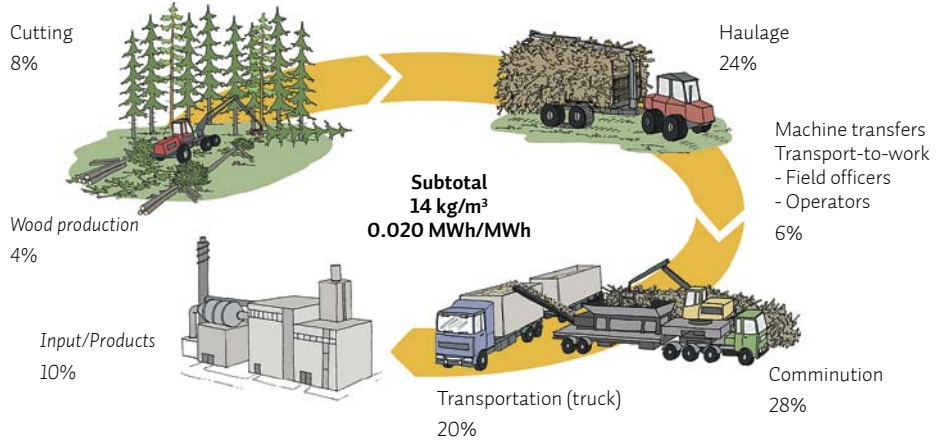 Cutting
8%
Haulage
24%
Machine transfers
Transport-to-work
- Field officers
- Operators
6%
Subtotal
14 kg/m³
0.020 MWh/MWh
Wood production
4%
Input/Products
10%
Comminution
28%
Transportation (truck)
20%